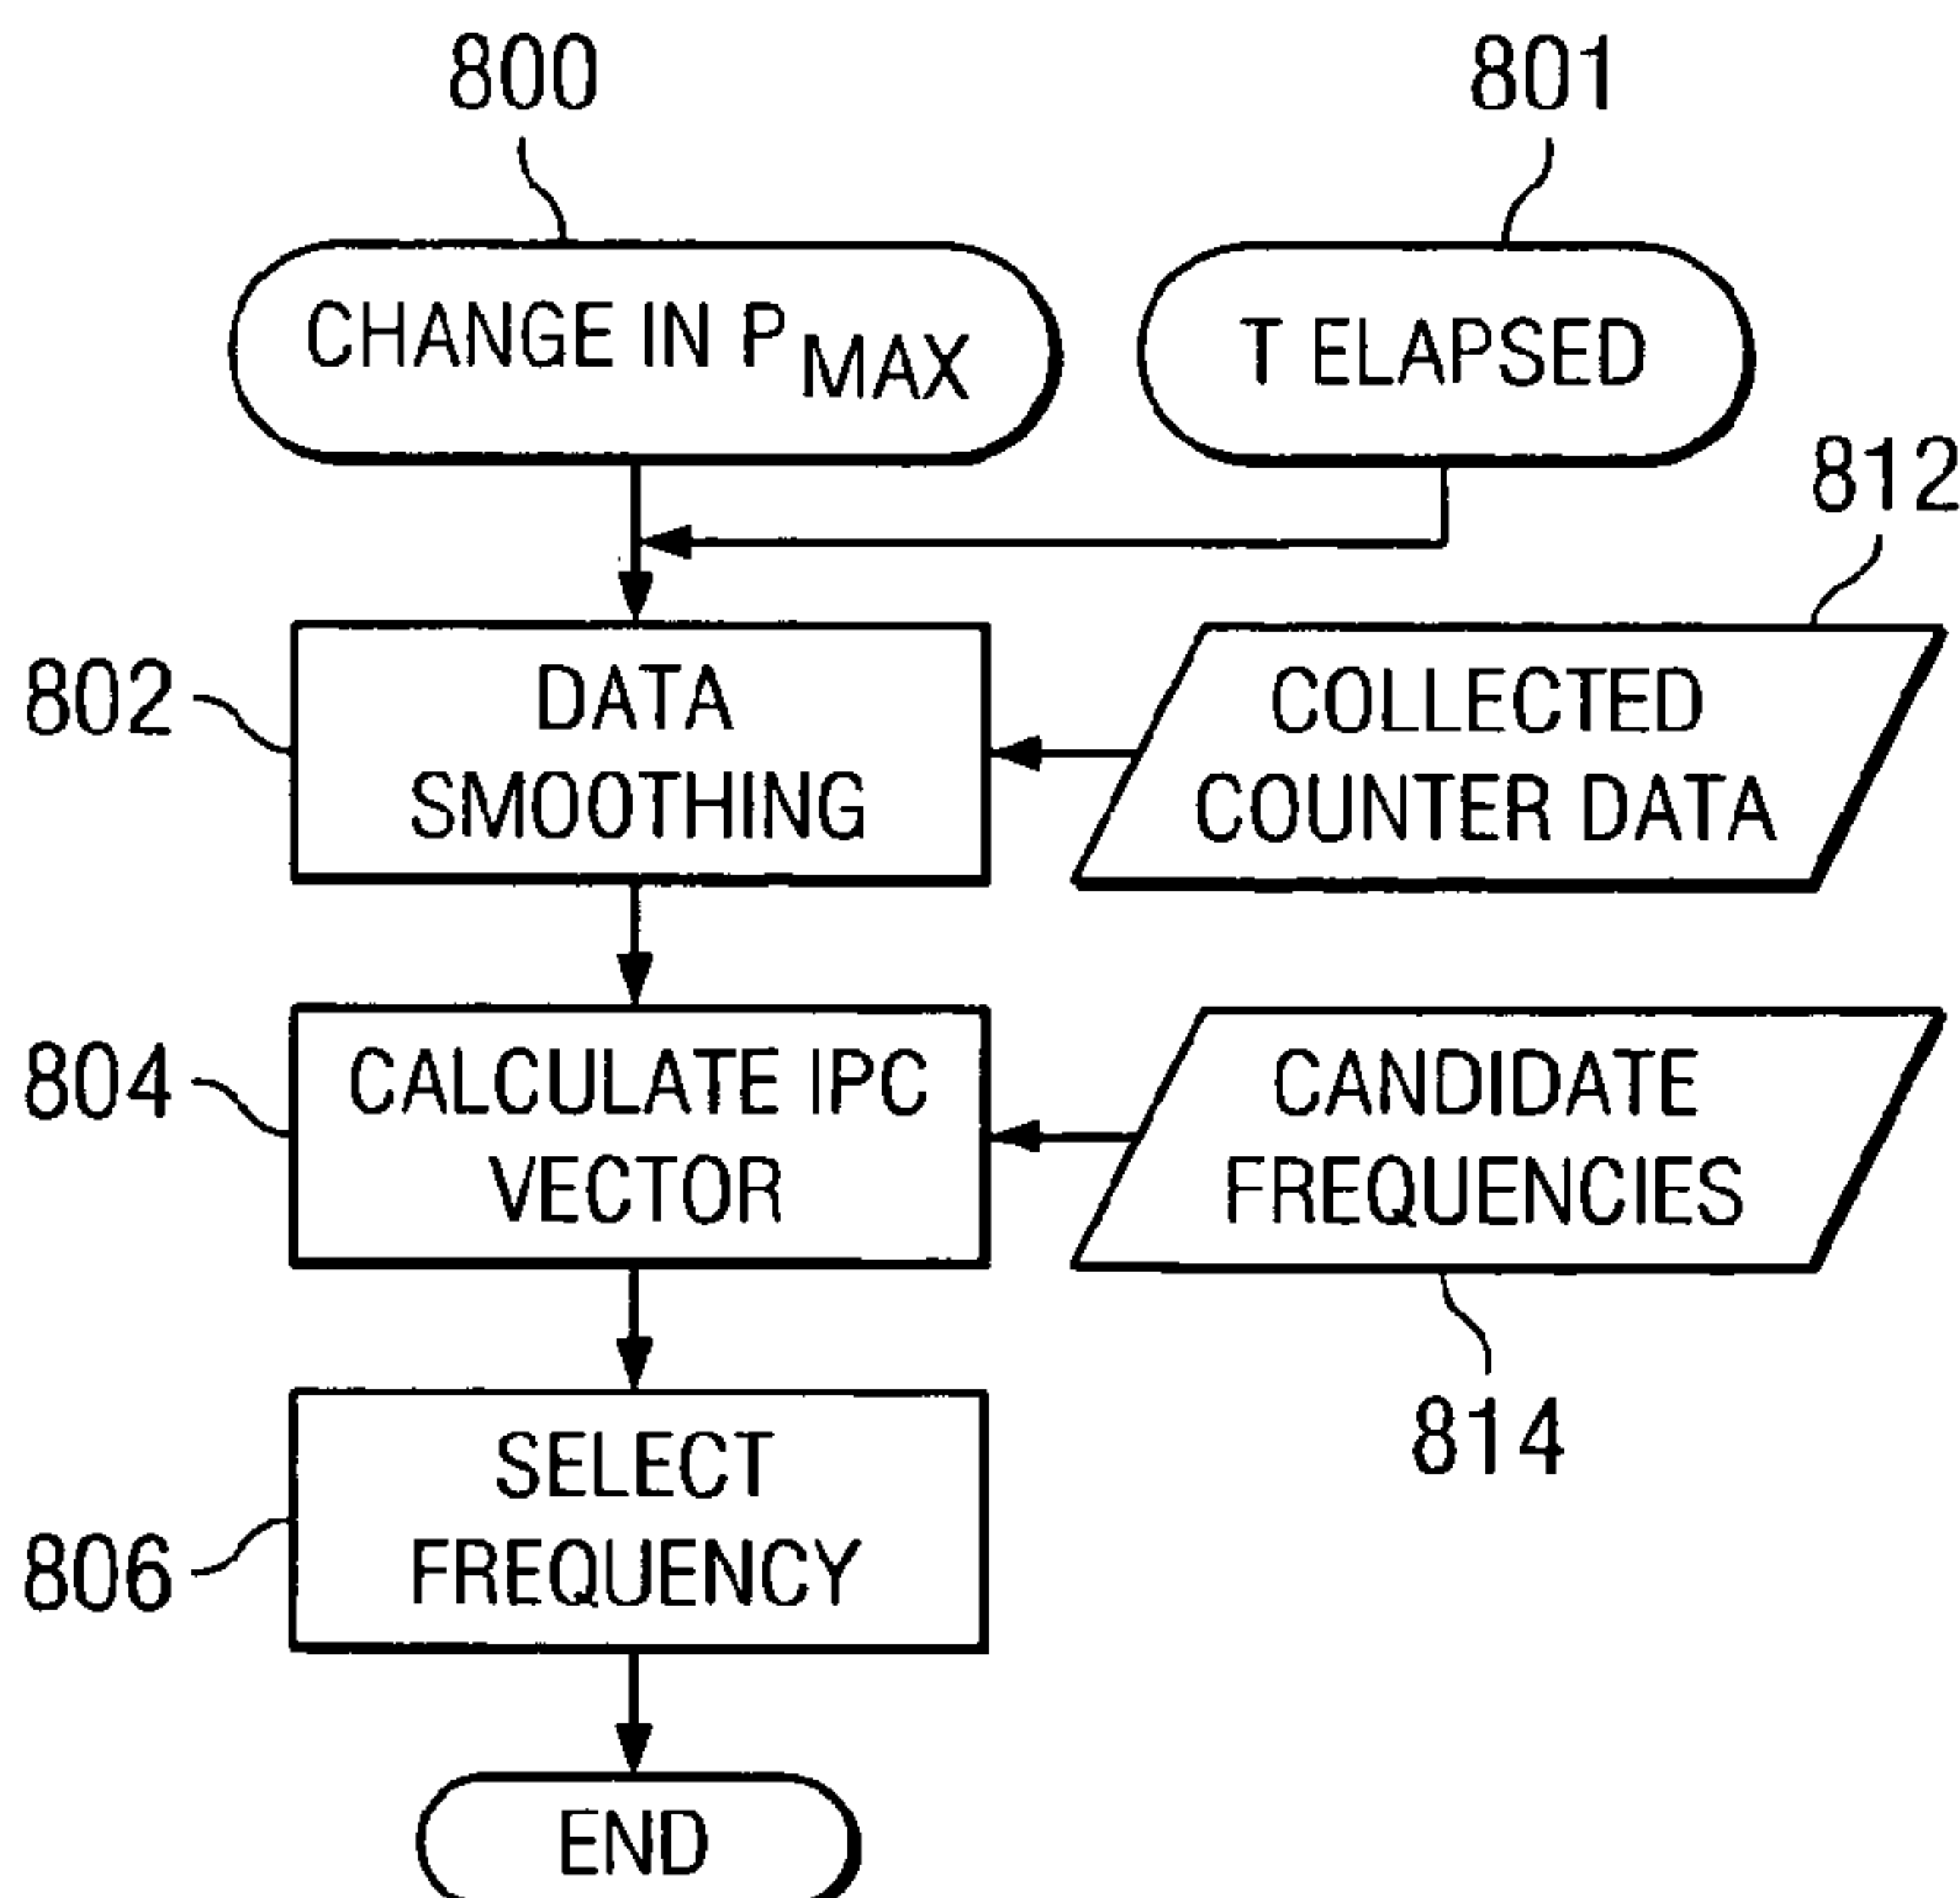 800
801
CHANGE IN P MAX
T ELAPSED
812
802
DATA
SMOOTHING
COLLECTED
COUNTER DATA
804
CALCULATE IPC
VECTOR
CANDIDATE
FREQUENCIES
814
806
SELECT
FREQUENCY
END